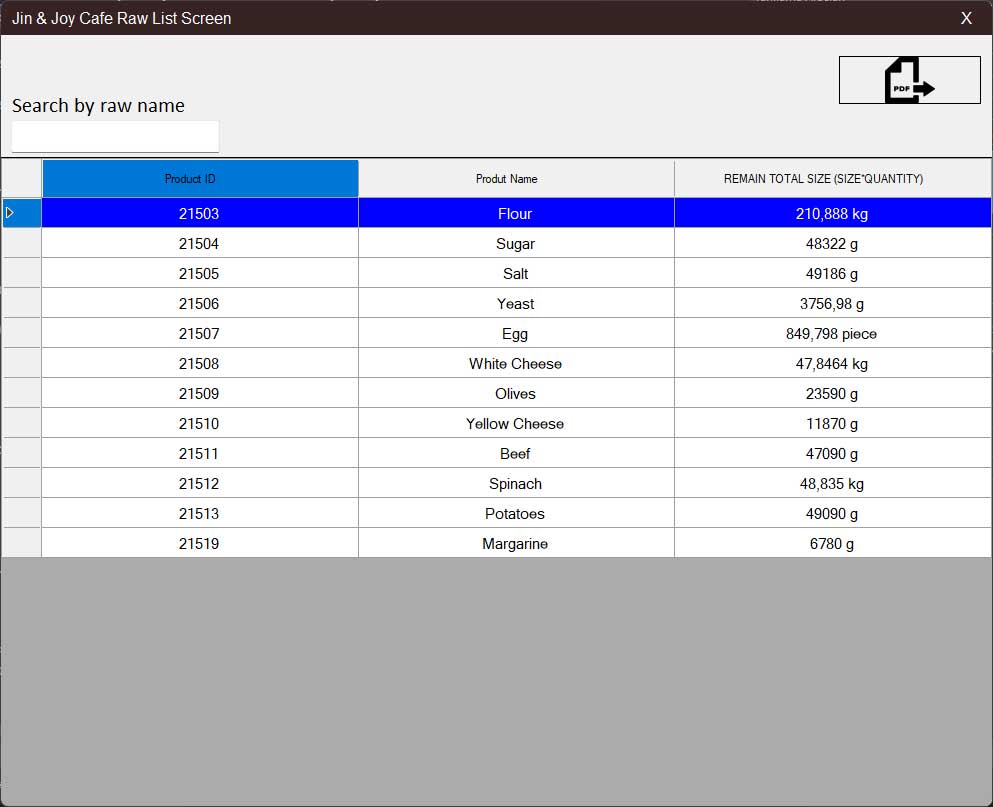 Jin & Joy Cafe Raw List Screen X
PDF
Search by raw name
Product ID Produt Name REMAIN TOTAL SIZE (SIZE*QUANTITY)
21503 Flour 210,888 kg
21504 Sugar 48322 g
21505 Salt 49186 g
21506 Yeast 3756,98 g
21507 Egg 849,798 piece
21508 White Cheese 47,8464 kg
21509 Olives 23590 g
21510 Yellow Cheese 11870 g
21511 Beef 47090 g
21512 Spinach 48,835 kg
21513 Potatoes 49090 g
21519 Margarine 6780 g